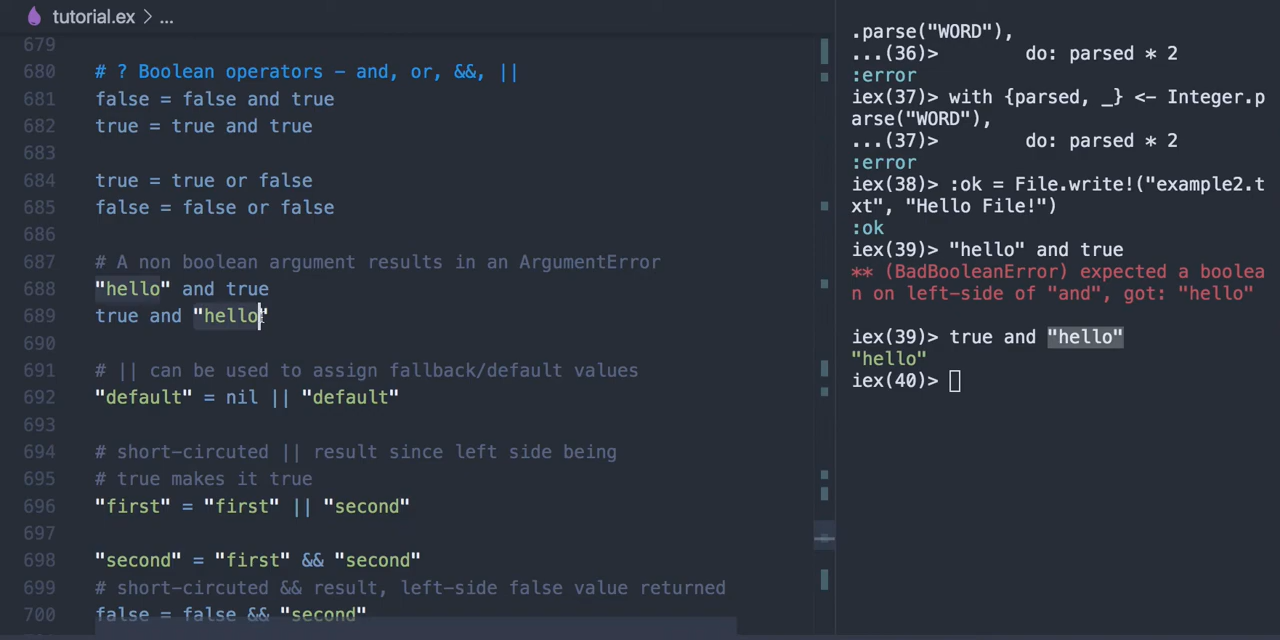 tutorial.ex > ...
679
680 # ? Boolean operators – and, or, &&, ||
681 false = false and true
682 true = true and true
683
684 true = true or false
685 false = false or false
686
687 # A non boolean argument results in an ArgumentError
688 "hello" and true
689 true and "hello"
690
691 # || can be used to assign fallback/default values
692 "default" = nil || "default"
693
694 # short-circuted || result since left side being
695 # true makes it true
696 "first" = "first" || "second"
697
698 "second" = "first" && "second"
699 # short-circuted && result, left-side false value returned
700 false = false && "second"
.parse("WORD"),
...(36)> do: parsed * 2
:error
iex(37)> with {parsed, _} <- Integer.p
arse("WORD"),
...(37)> do: parsed * 2
:error
iex(38)> :ok = File.write!("example2.t
xt", "Hello File!")
:ok
iex(39)> "hello" and true
** (BadBooleanError) expected a boolea
n on left-side of "and", got: "hello"
iex(39)> true and "hello"
"hello"
iex(40)>